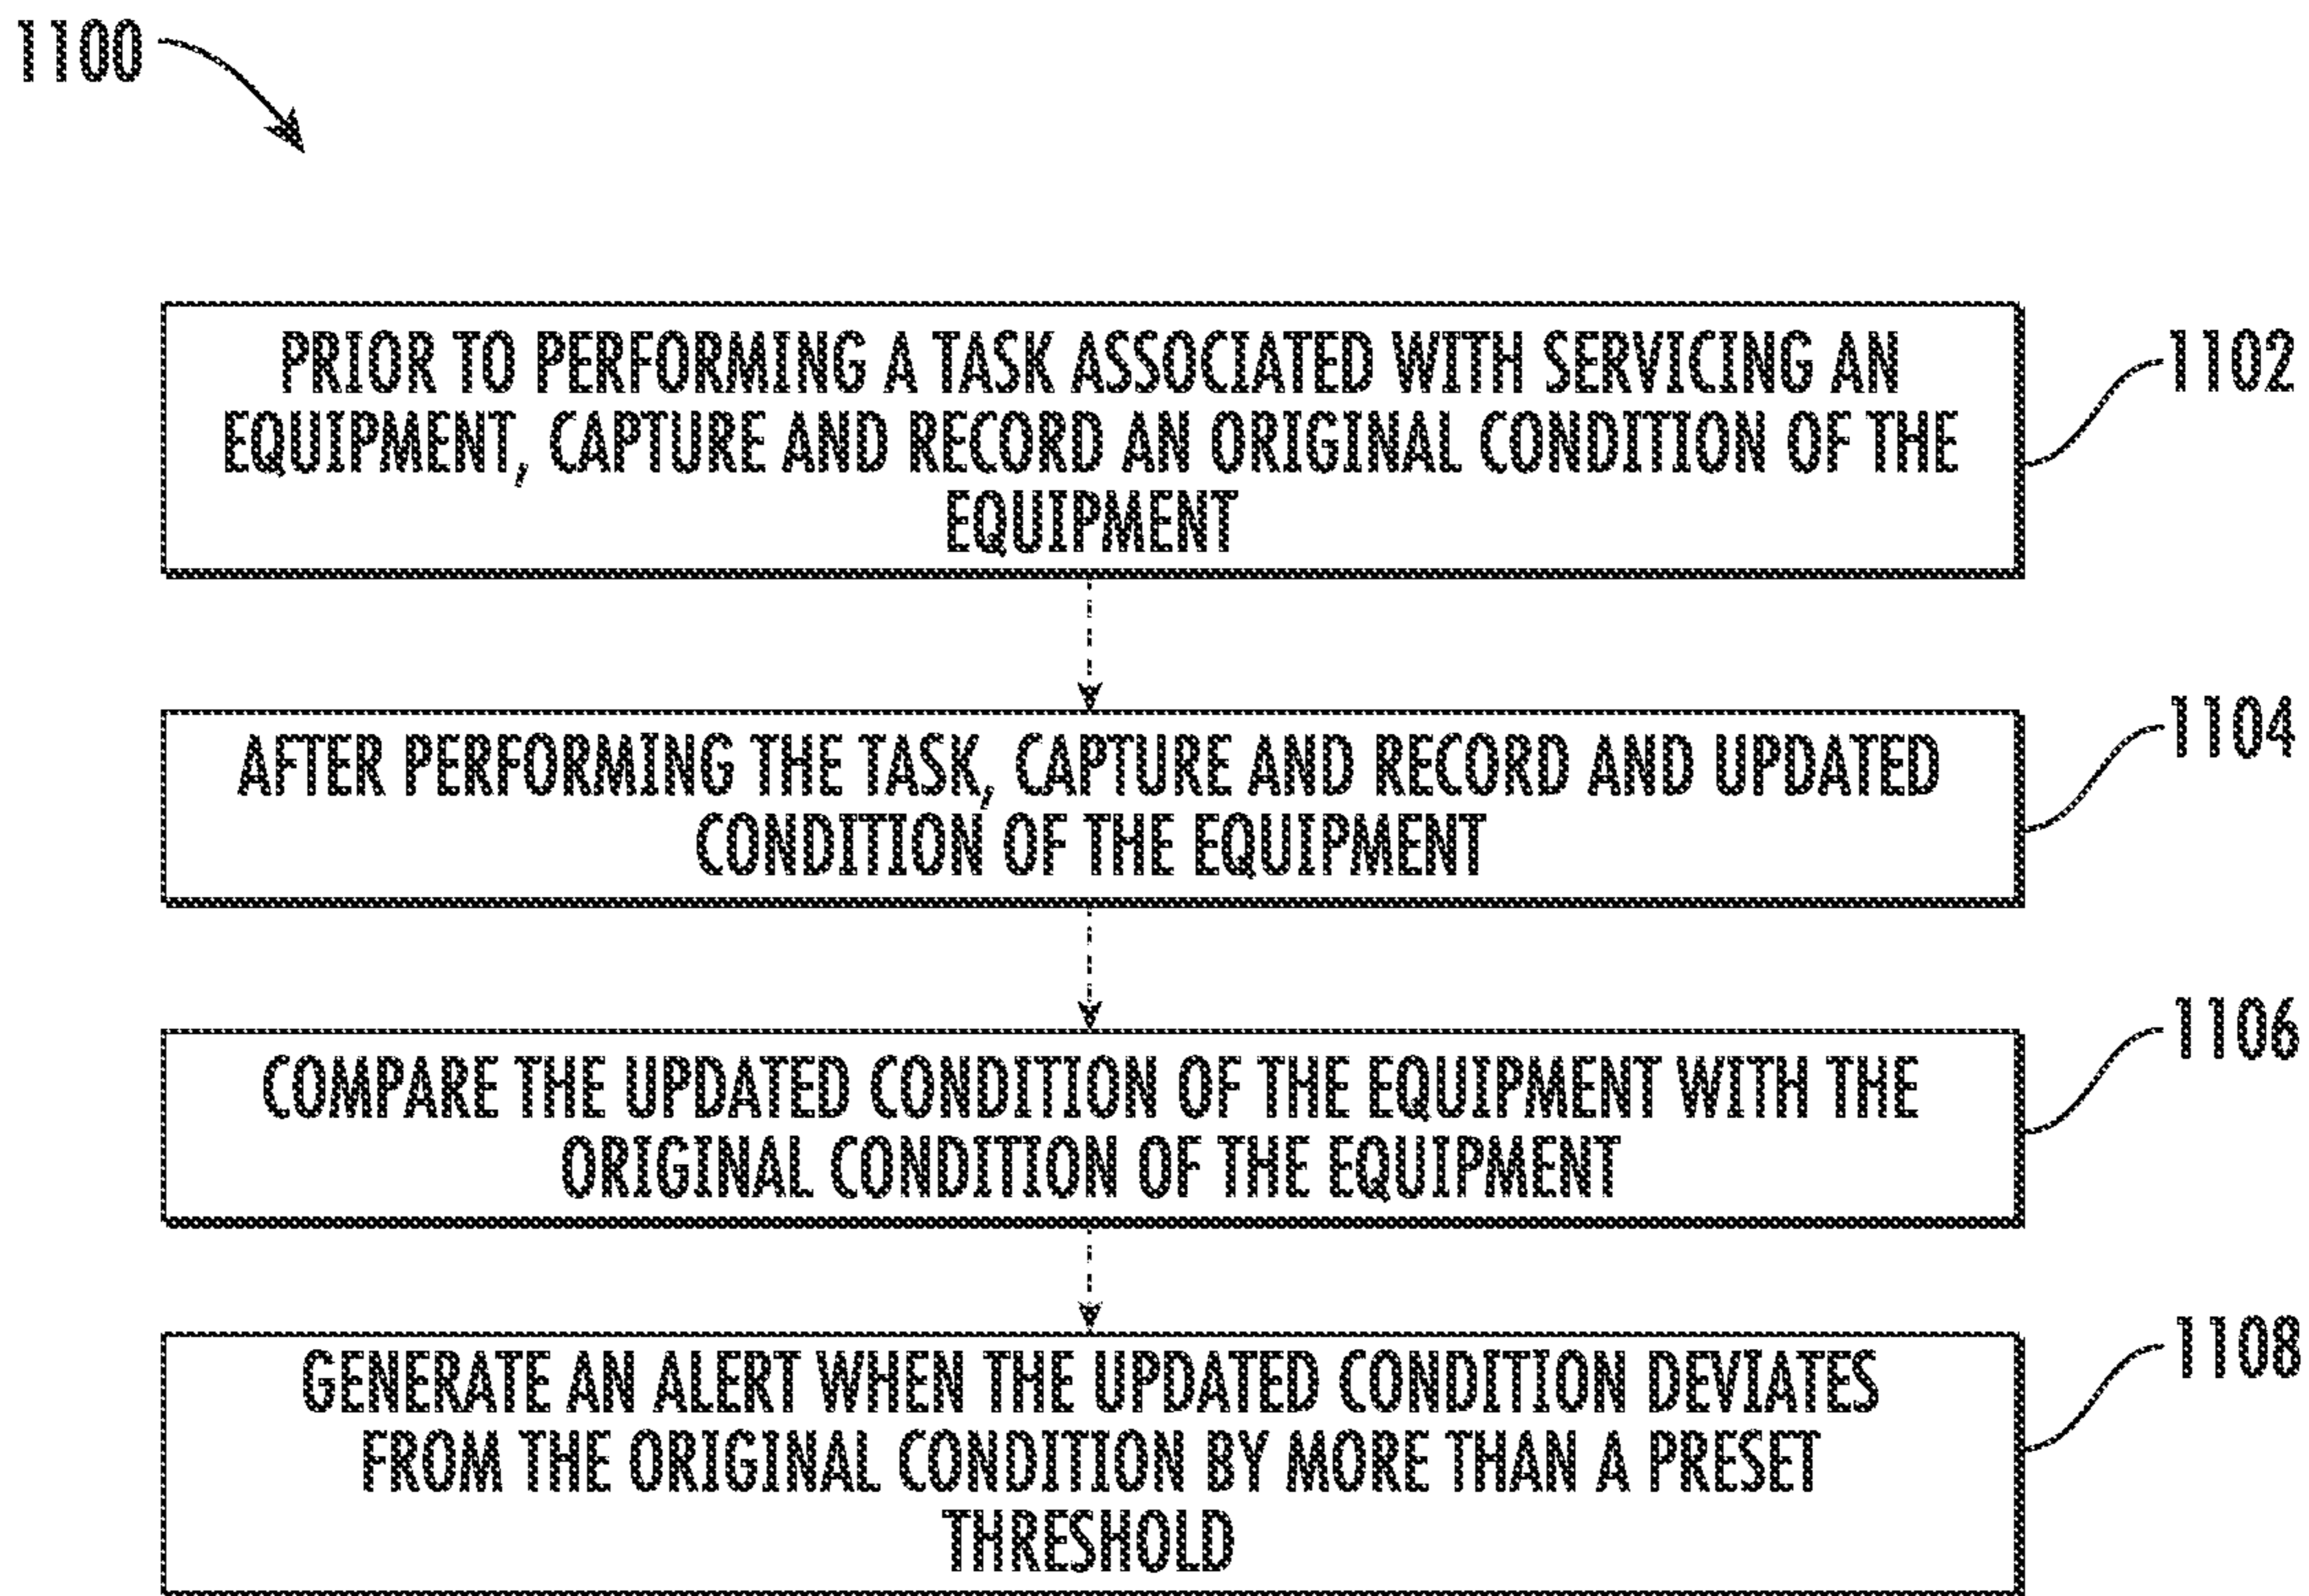 1100
PRIOR TO PERFORMING A TASK ASSOCIATED WITH SERVICING AN
EQUIPMENT, CAPTURE AND RECORD AN ORIGINAL CONDITION OF THE
EQUIPMENT
1102
AFTER PERFORMING THE TASK, CAPTURE AND RECORD AND UPDATED
CONDITION OF THE EQUIPMENT
1104
COMPARE THE UPDATED CONDITION OF THE EQUIPMENT WITH THE
ORIGINAL CONDITION OF THE EQUIPMENT
1106
GENERATE AN ALERT WHEN THE UPDATED CONDITION DEVIATES
FROM THE ORIGINAL CONDITION BY MORE THAN A PRESET
THRESHOLD
1108